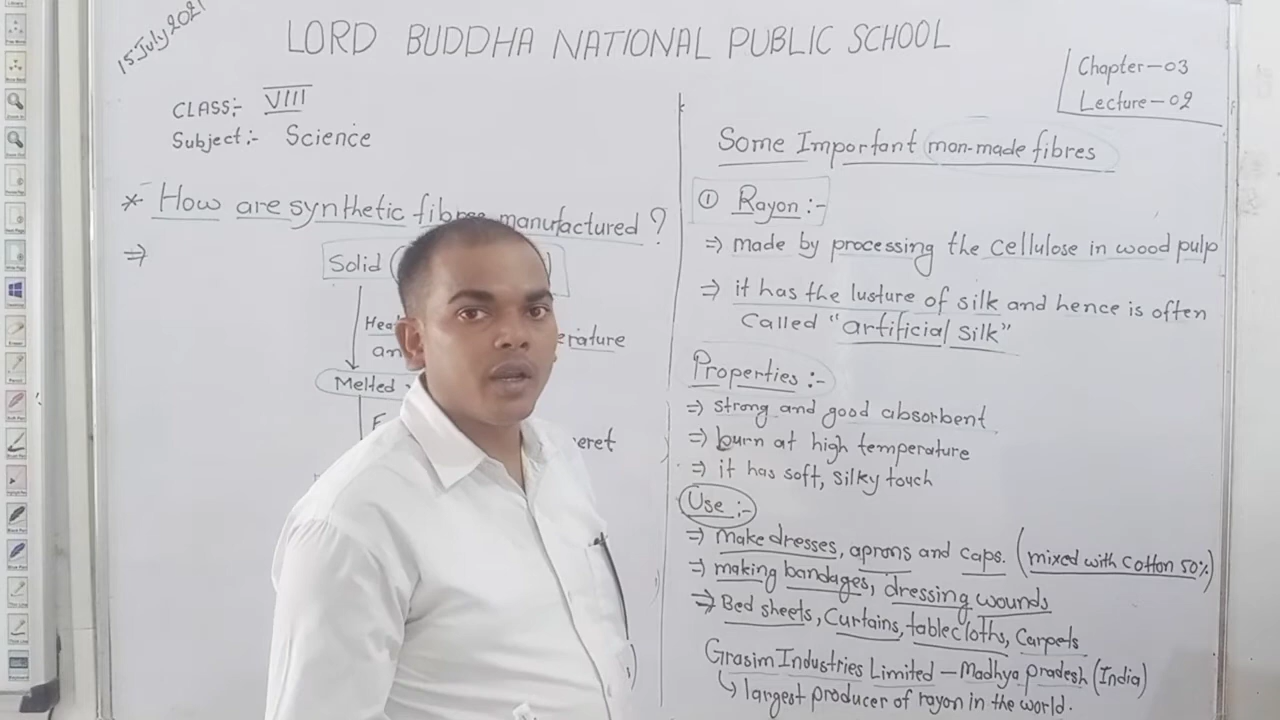 15 July 2021
LORD BUDDHA NATIONAL PUBLIC SCHOOL
Chapter-03
Lecture-02
CLASS:- VIII
Subject:- Science
* How are synthetic fibres manufactured ?
⇒
Solid (
Hea
erature
an
Melted
eret
Some Important man-made fibres
① Rayon :-
⇒ made by processing the cellulose in wood pulp
⇒ it has the lusture of silk and hence is often
called "artificial silk"
Properties :-
⇒ strong and good absorbent
⇒ burn at high temperature
⇒ it has soft, silky touch
Use :-
⇒ make dresses, aprons and caps. (mixed with cotton 50%)
⇒ making bandages, dressing wounds
⇒ Bed sheets, Curtains, tablecloths, Carpets
Grasim Industries Limited - Madhya pradesh (India)
↳ largest producer of rayon in the world.